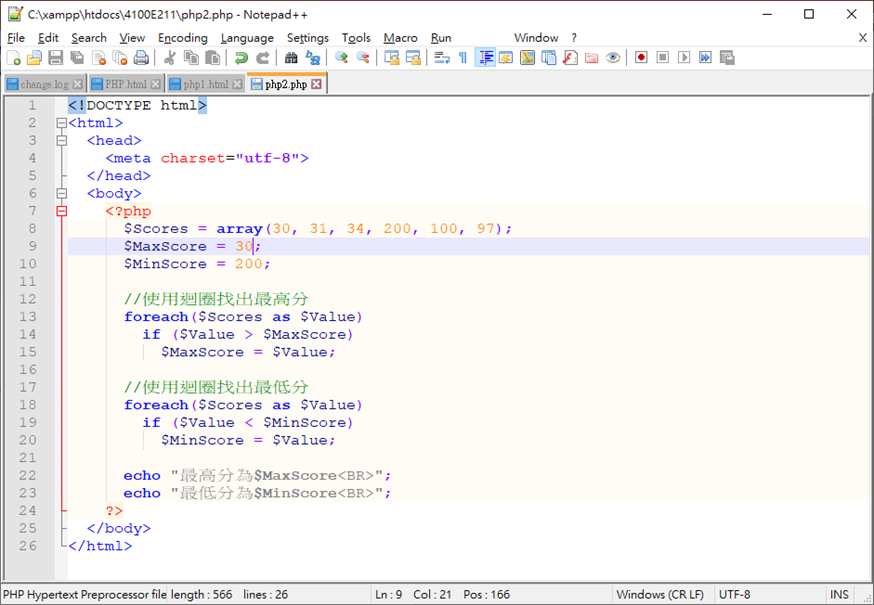 C:\xampp\htdocs\4100E211\php2.php - Notepad++
File Edit Search View Encoding Language Settings Tools Macro Run Window ? X
change.log PHP.html php1.html php2.php
1 <!DOCTYPE html>
2 <html>
3 <head>
4 <meta charset="utf-8">
5 </head>
6 <body>
7 <?php
8 $Scores = array(30, 31, 34, 200, 100, 97);
9 $MaxScore = 30;
10 $MinScore = 200;
11
12 //使用迴圈找出最高分
13 foreach($Scores as $Value)
14 if ($Value > $MaxScore)
15 $MaxScore = $Value;
16
17 //使用迴圈找出最低分
18 foreach($Scores as $Value)
19 if ($Value < $MinScore)
20 $MinScore = $Value;
21
22 echo "最高分為$MaxScore<BR>";
23 echo "最低分為$MinScore<BR>";
24 ?>
25 </body>
26 </html>
PHP Hypertext Preprocessor file length : 566 lines : 26 Ln : 9 Col : 21 Pos : 166 Windows (CR LF) UTF-8 INS